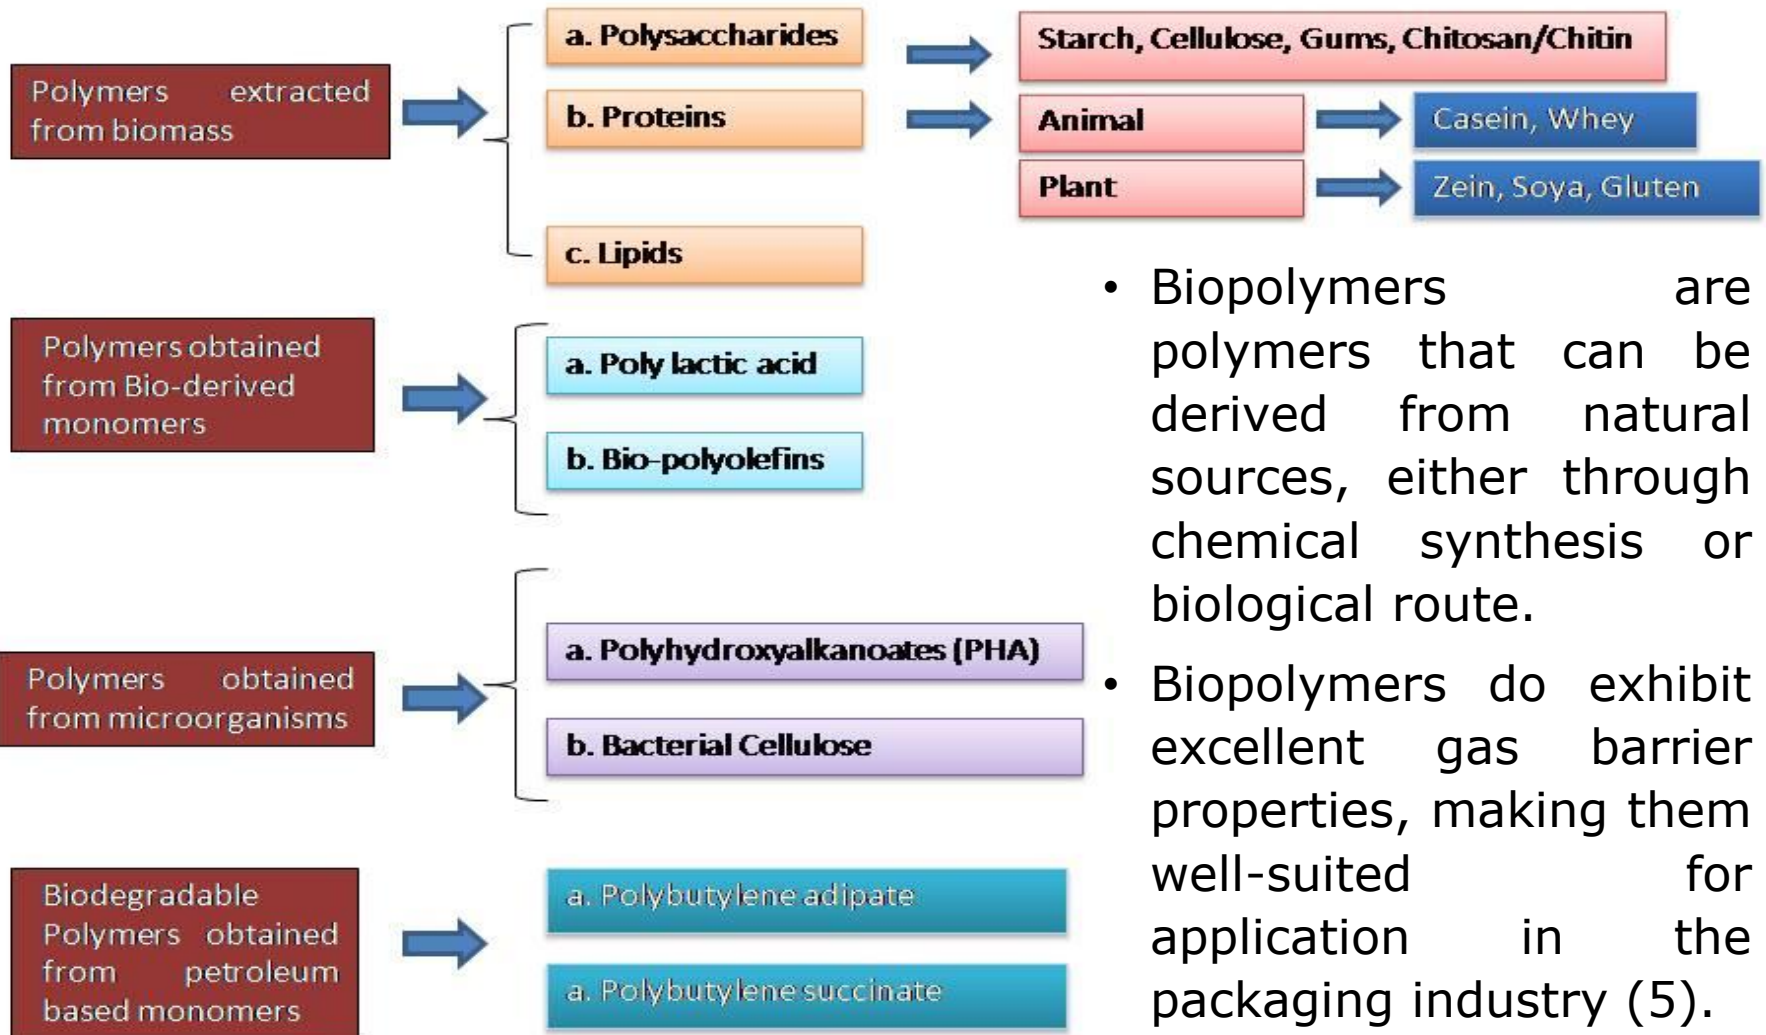 Polymers extracted
from biomass
a. Polysaccharides
Starch, Cellulose, Gums, Chitosan/Chitin
b. Proteins
Animal
Casein, Whey
Plant
Zein, Soya, Gluten
c. Lipids
Polymers obtained
from Bio-derived
monomers
a. Poly lactic acid
b. Bio-polyolefins
Polymers obtained
from microorganisms
a. Polyhydroxyalkanoates (PHA)
b. Bacterial Cellulose
Biodegradable
Polymers obtained
from petroleum
based monomers
a. Polybutylene adipate
a. Polybutylene succinate
• Biopolymers are
polymers that can be
derived from natural
sources, either through
chemical synthesis or
biological route.
• Biopolymers do exhibit
excellent gas barrier
properties, making them
well-suited for
application in the
packaging industry (5).